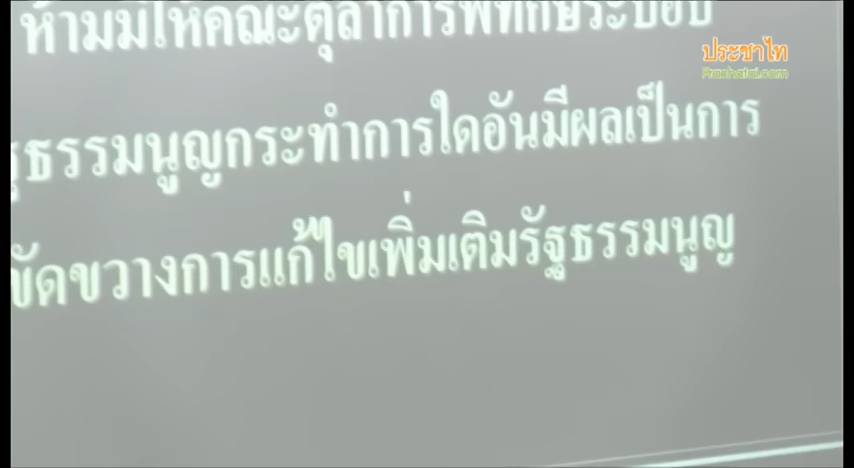 ห้ามมิให้คณะตุลาการพิทักษ์ระบอบ
ประชาไท
Prachatai.com
รัฐธรรมนูญกระทำการใดอันมีผลเป็นการ
ขัดขวางการแก้ไขเพิ่มเติมรัฐธรรมนูญ